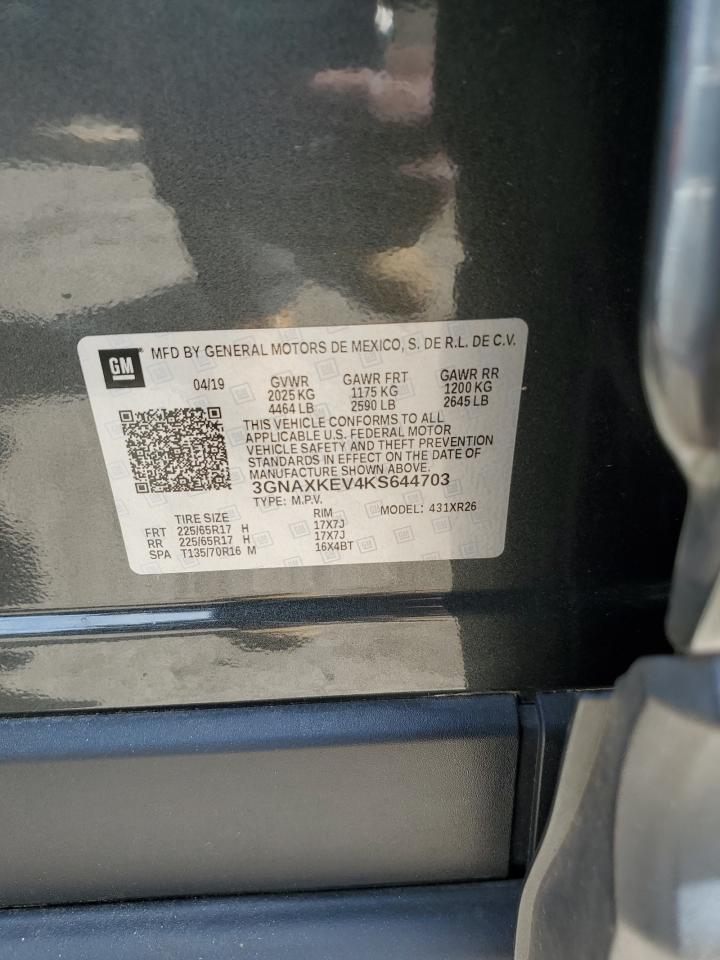 GM® MFD BY GENERAL MOTORS DE MEXICO, S. DE R.L. DE C.V.
04/19 GVWR GAWR FRT GAWR RR
2025 KG 1175 KG 1200 KG
4464 LB 2590 LB 2645 LB
THIS VEHICLE CONFORMS TO ALL
APPLICABLE U.S. FEDERAL MOTOR
VEHICLE SAFETY AND THEFT PREVENTION
STANDARDS IN EFFECT ON THE DATE OF
MANUFACTURE SHOWN ABOVE.
3GNAXKEV4KS644703
TYPE: M.P.V. MODEL: 431XR26
TIRE SIZE RIM
FRT 225/65R17 H 17X7J
RR 225/65R17 H 17X7J
SPA T135/70R16 M 16X4BT